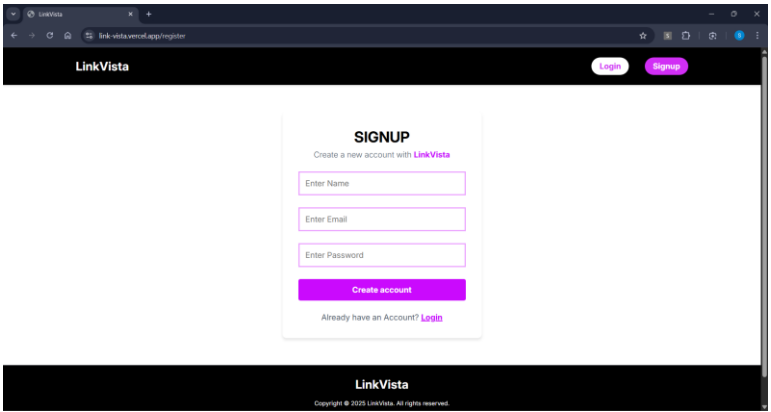 LinkVista
link-vista.vercel.app/register
LinkVista
Login
Signup
SIGNUP
Create a new account with LinkVista
Enter Name
Enter Email
Enter Password
Create account
Already have an Account? Login
LinkVista
Copyright © 2025 LinkVista. All rights reserved.